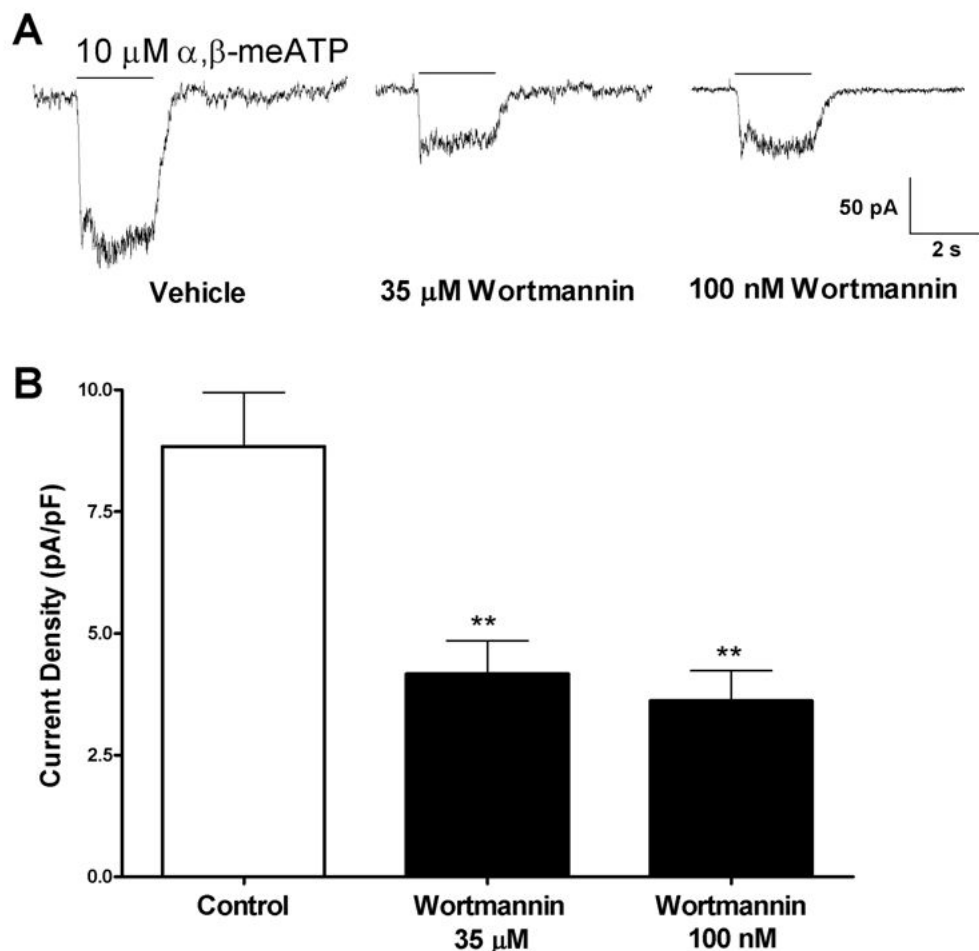 A
10 μM α,β-meATP
50 pA
2 s
Vehicle
35 μM Wortmannin
100 nM Wortmannin
B
Current Density (pA/pF)
10.0
7.5
5.0
2.5
0.0
**
**
Control
Wortmannin
35 μM
Wortmannin
100 nM